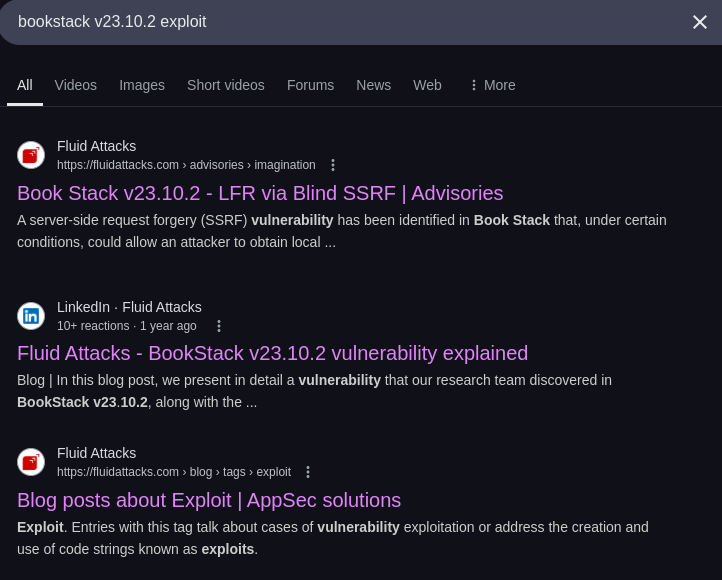 bookstack v23.10.2 exploit
All Videos Images Short videos Forums News Web More
Fluid Attacks
https://fluidattacks.com › advisories › imagination
Book Stack v23.10.2 - LFR via Blind SSRF | Advisories
A server-side request forgery (SSRF) vulnerability has been identified in Book Stack that, under certain
conditions, could allow an attacker to obtain local ...
LinkedIn · Fluid Attacks
10+ reactions · 1 year ago
Fluid Attacks - BookStack v23.10.2 vulnerability explained
Blog | In this blog post, we present in detail a vulnerability that our research team discovered in
BookStack v23.10.2, along with the ...
Fluid Attacks
https://fluidattacks.com › blog › tags › exploit
Blog posts about Exploit | AppSec solutions
Exploit. Entries with this tag talk about cases of vulnerability exploitation or address the creation and
use of code strings known as exploits.